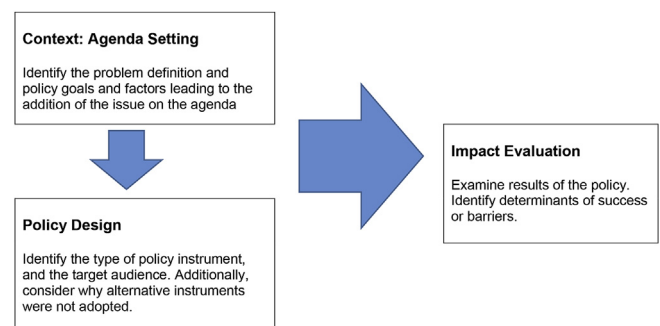 Context: Agenda Setting
Identify the problem definition and
policy goals and factors leading to the
addition of the issue on the agenda
Policy Design
Identify the type of policy instrument,
and the target audience. Additionally,
consider why alternative instruments
were not adopted.
Impact Evaluation
Examine results of the policy.
Identify determinants of success
or barriers.